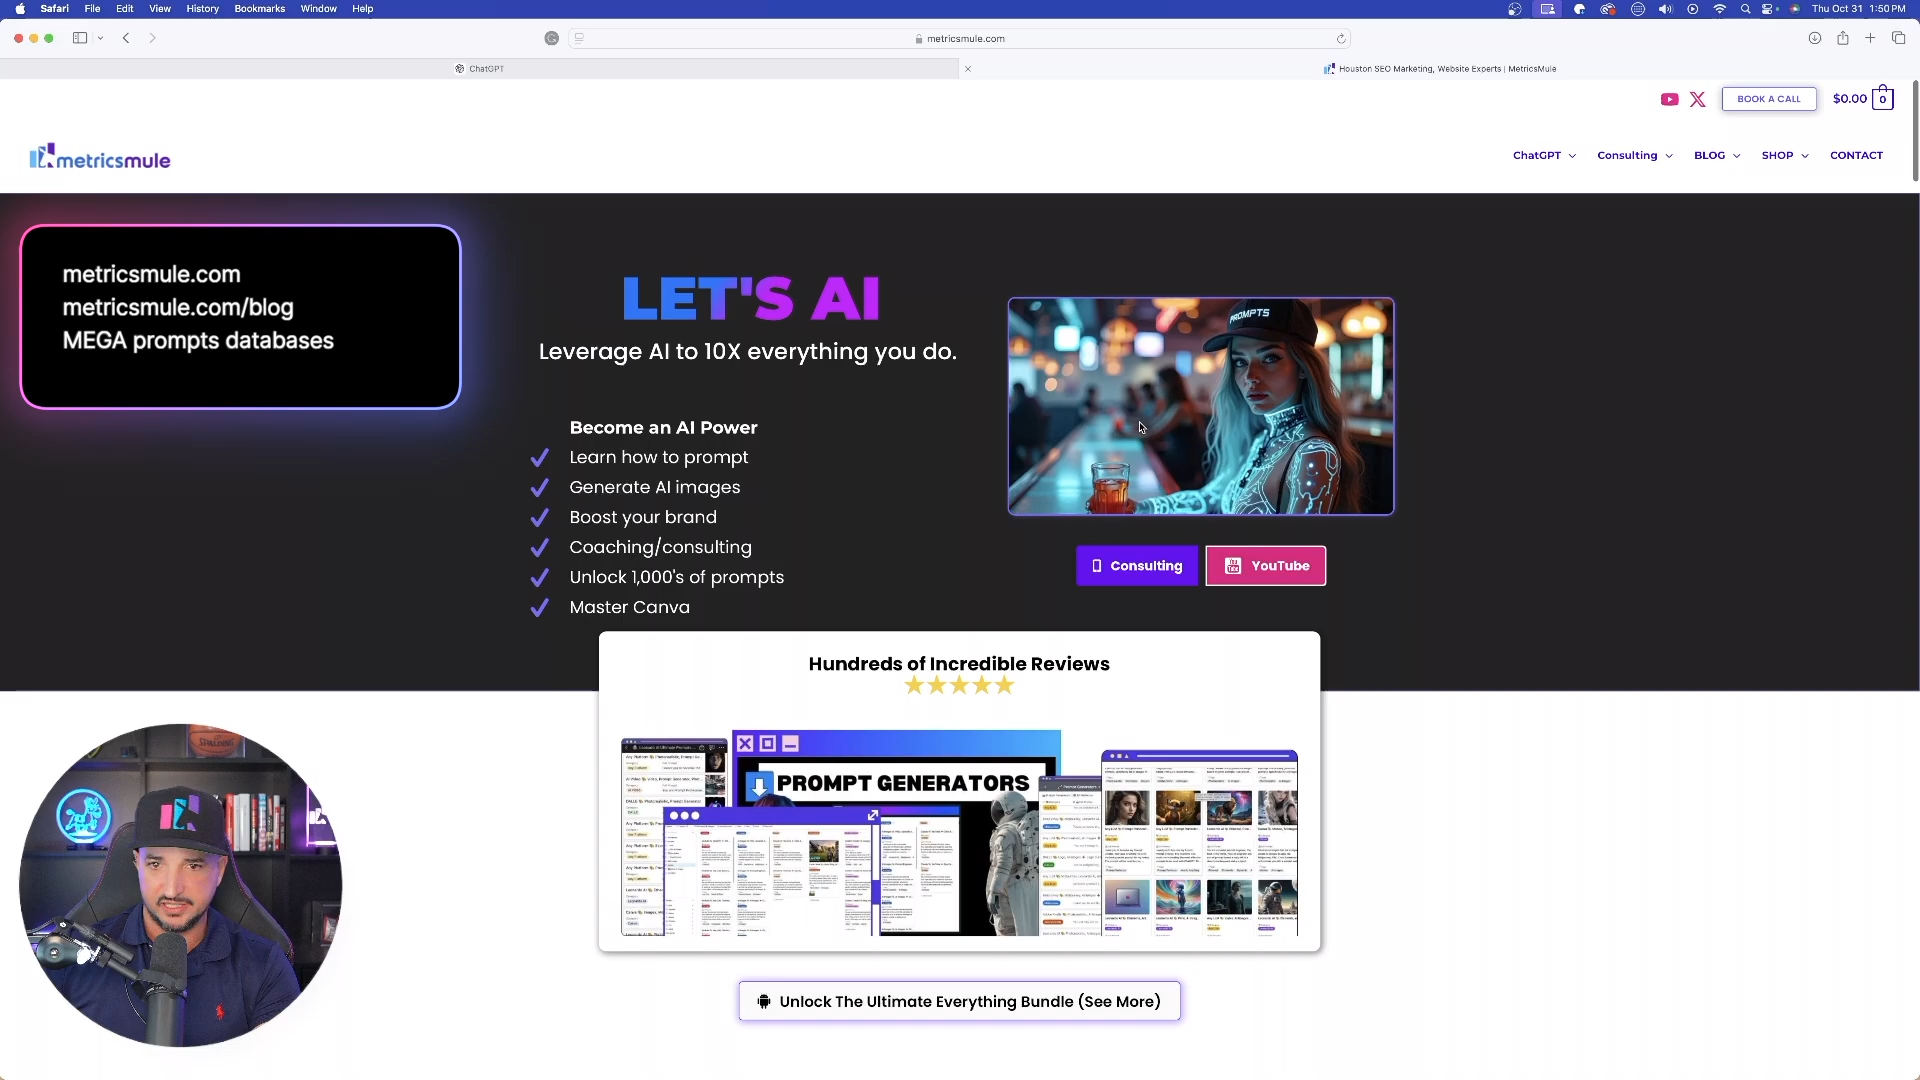 Safari File Edit View History Bookmarks Window Help Thu Oct 31 1:50 PM
metricsmule.com
ChatGPT
Houston SEO Marketing, Website Experts | MetricsMule
BOOK A CALL $0.00 0
metricsmule
ChatGPT Consulting BLOG SHOP CONTACT
metricsmule.com
metricsmule.com/blog
MEGA prompts databases
LET'S AI
Leverage AI to 10X everything you do.
PROMPTS
Become an AI Power
Learn how to prompt
Generate AI images
Boost your brand
Coaching/consulting
Unlock 1,000's of prompts
Master Canva
Consulting
YouTube
Hundreds of Incredible Reviews
PROMPT GENERATORS
SPALDING
Unlock The Ultimate Everything Bundle (See More)